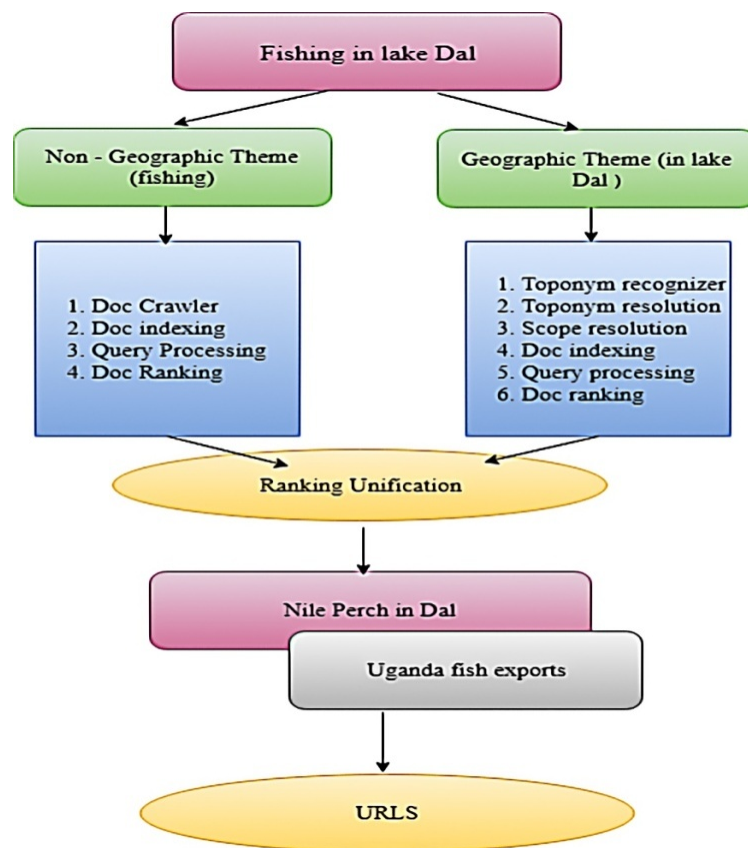 Fishing in lake Dal
Non - Geographic Theme
(fishing)
Geographic Theme (in lake
Dal )
1. Doc Crawler
2. Doc indexing
3. Query Processing
4. Doc Ranking
1. Toponym recognizer
2. Toponym resolution
3. Scope resolution
4. Doc indexing
5. Query processing
6. Doc ranking
Ranking Unification
Nile Perch in Dal
Uganda fish exports
URLS